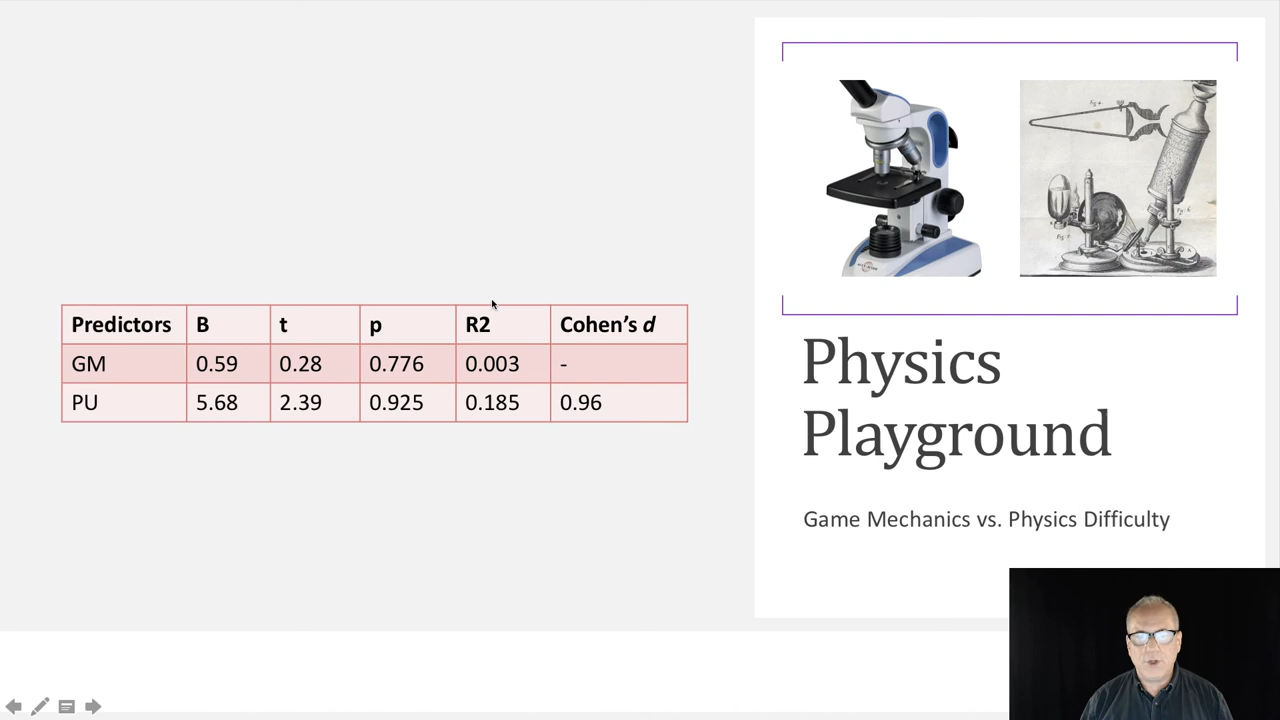 Predictors B t p R2 Cohen's d
GM 0.59 0.28 0.776 0.003 -
PU 5.68 2.39 0.925 0.185 0.96
Physics
Playground
Game Mechanics vs. Physics Difficulty